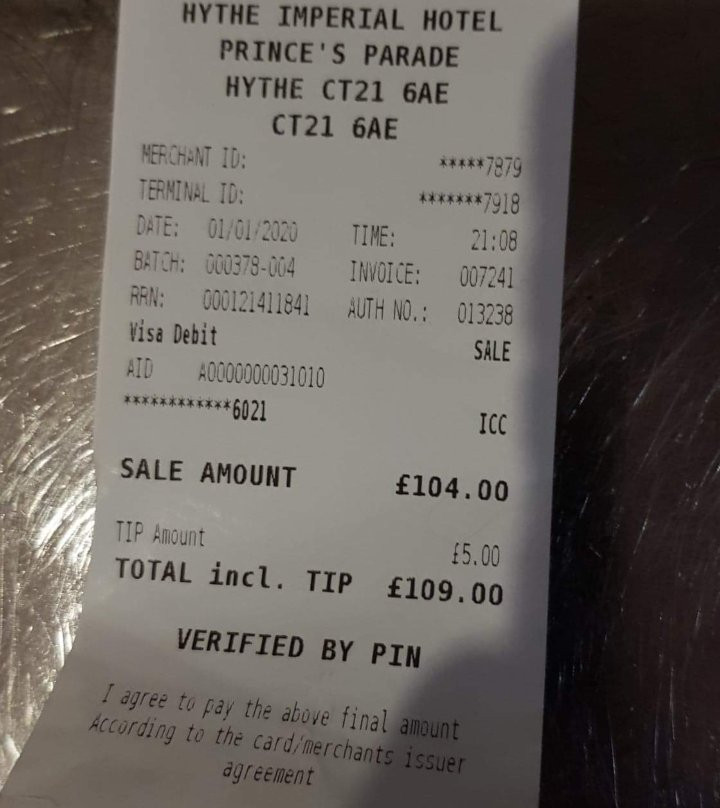 HYTHE IMPERIAL HOTEL
PRINCE'S PARADE
HYTHE CT21 6AE
CT21 6AE
MERCHANT ID: *****7879
TERMINAL ID: *******7918
DATE: 01/01/2020 TIME: 21:08
BATCH: 000378-004 INVOICE: 007241
RRN: 000121411841 AUTH NO.: 013238
Visa Debit SALE
AID A0000000031010
************6021 ICC
SALE AMOUNT £104.00
TIP Amount £5.00
TOTAL incl. TIP £109.00
VERIFIED BY PIN
I agree to pay the above final amount
According to the card/merchants issuer
agreement